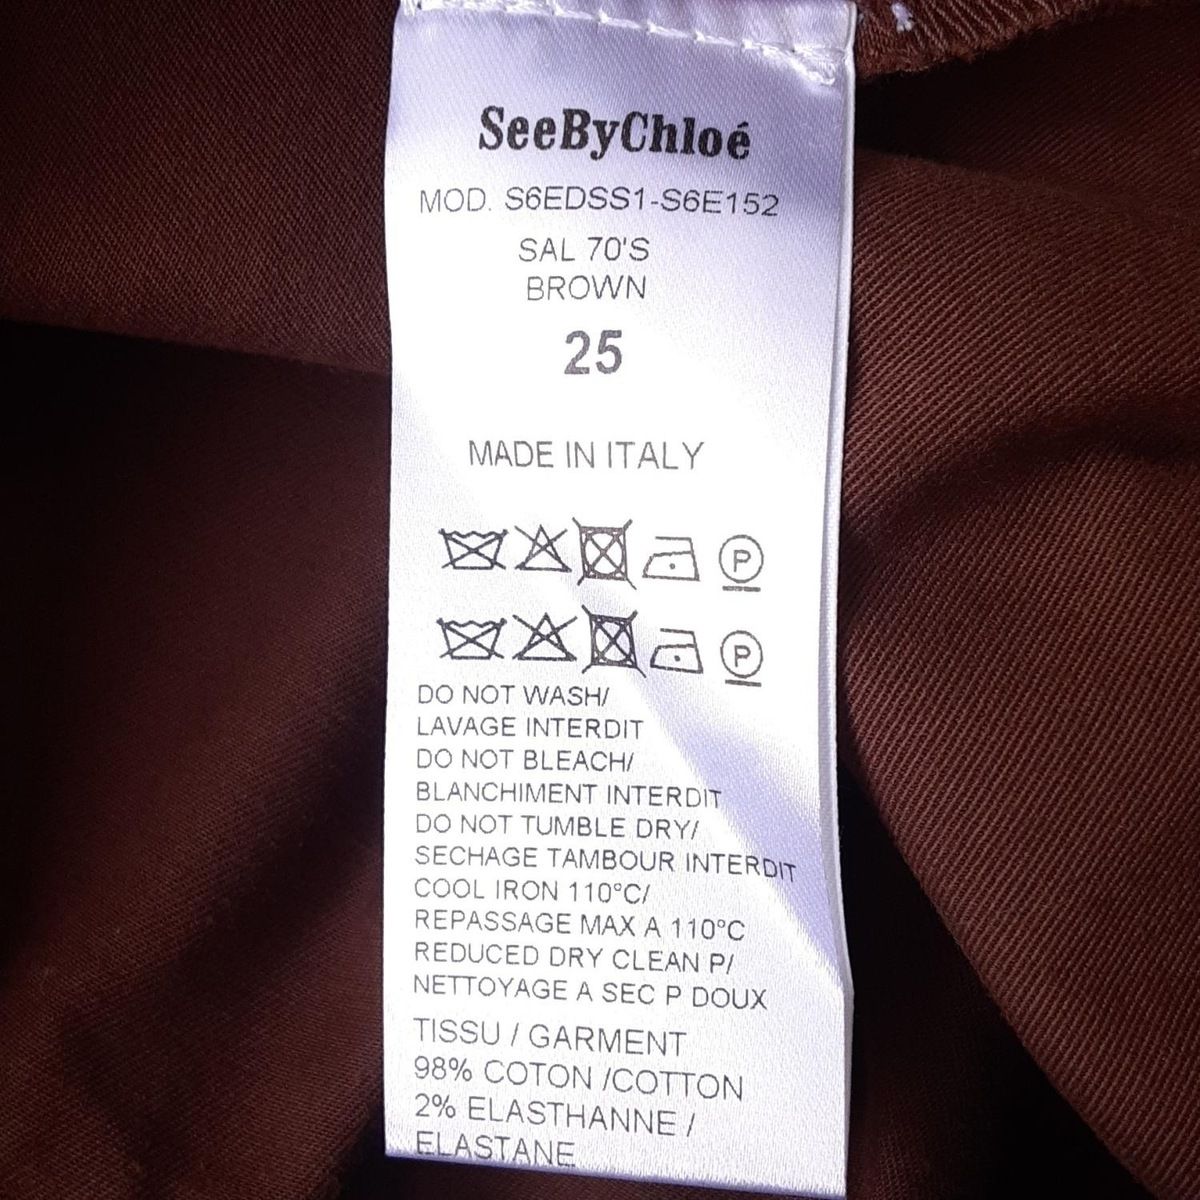 SeeByChloé
MOD. S6EDSS1-S6E152
SAL 70'S
BROWN
25
MADE IN ITALY
P
P
DO NOT WASH/
LAVAGE INTERDIT
DO NOT BLEACH/
BLANCHIMENT INTERDIT
DO NOT TUMBLE DRY/
SECHAGE TAMBOUR INTERDIT
COOL IRON 110°C/
REPASSAGE MAX A 110°C
REDUCED DRY CLEAN P/
NETTOYAGE A SEC P DOUX
TISSU / GARMENT
98% COTON /COTTON
2% ELASTHANNE /
ELASTANE